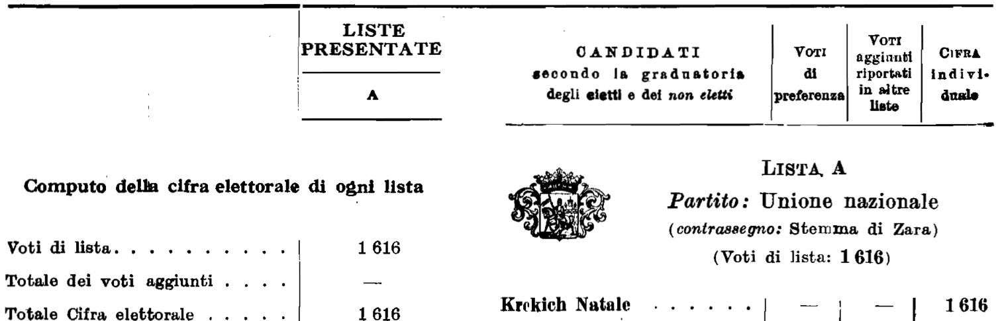 LISTE
PRESENTATE
A
Computo della cifra elettorale di ogni lista
Voti di lista. . . . . . . . . . . 1 616
Totale dei voti aggiunti . . . . —
Totale Cifra elettorale . . . . . 1 616
CANDIDATI
secondo la graduatoria
degli eletti e dei non eletti
VOTI
di
preferenza
VOTI
aggiunti
riportati
in altre
liste
CIFRA
indivi-
duale
LISTA A
Partito: Unione nazionale
(contrassegno: Stemma di Zara)
(Voti di lista: 1 616)
Krekich Natale . . . . . . — — 1 616